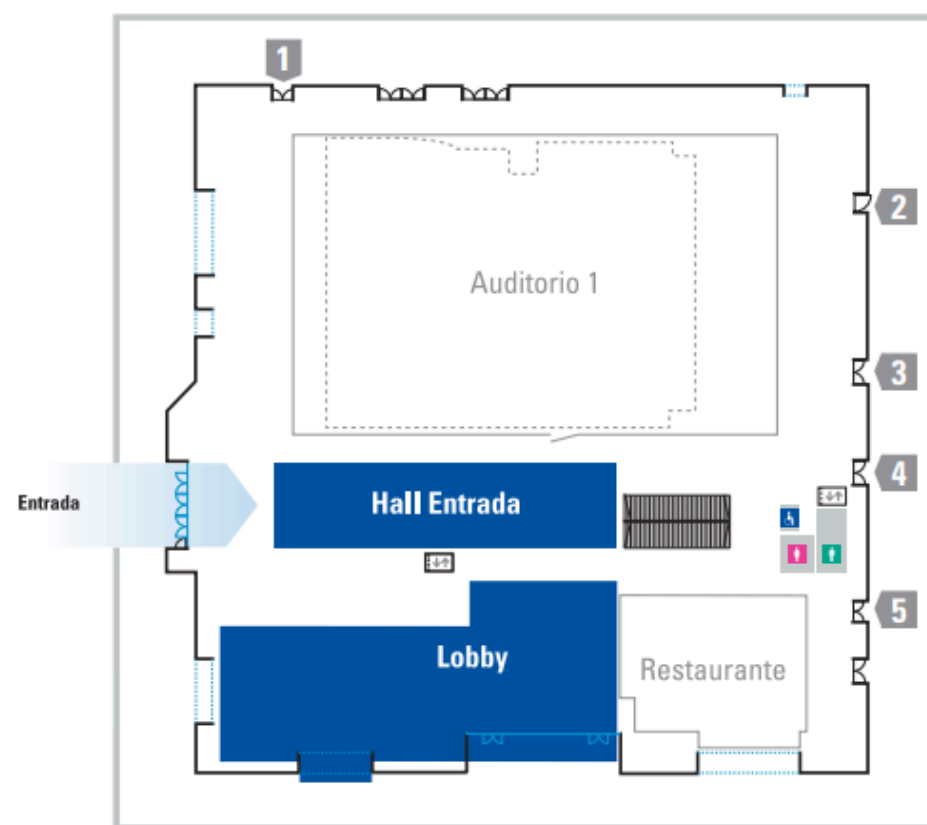 1
2
Auditorio 1
3
4
Entrada
Hall Entrada
5
Lobby
Restaurante